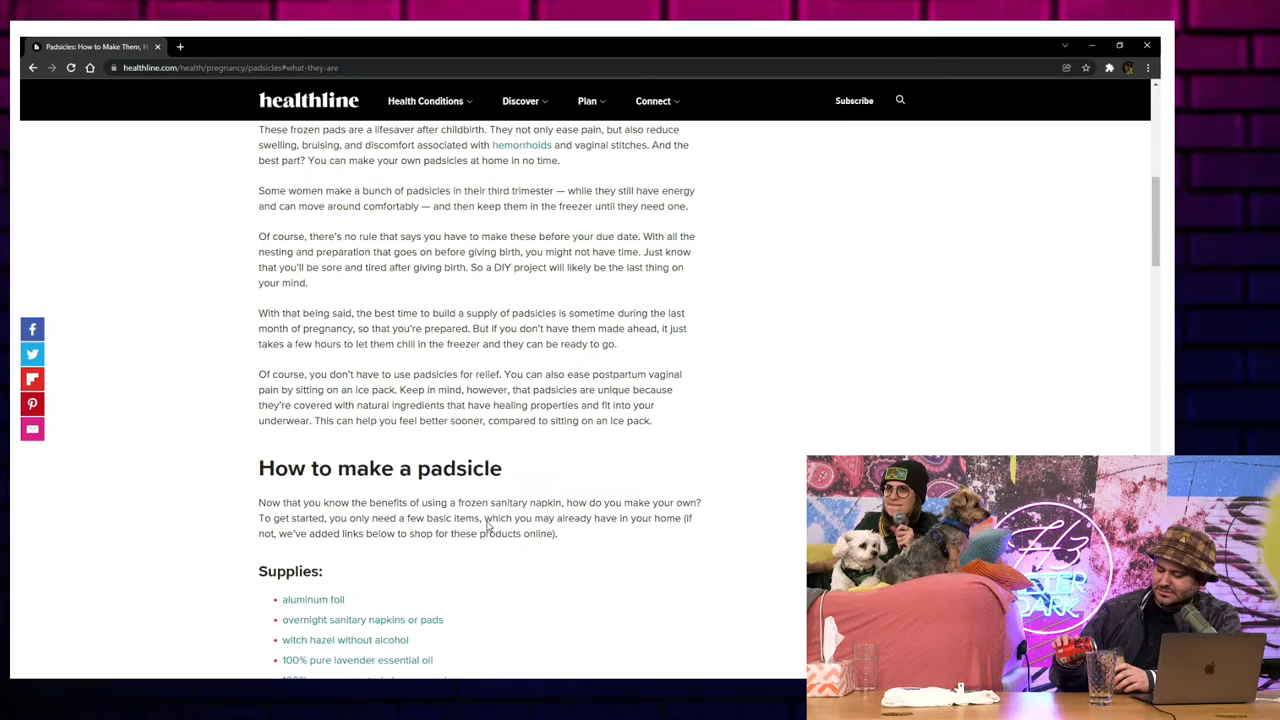 Padsicles: How to Make Them, H
healthline.com/health/pregnancy/padsicles#what-they-are
healthline
Health Conditions
Discover
Plan
Connect
Subscribe
These frozen pads are a lifesaver after childbirth. They not only ease pain, but also reduce
swelling, bruising, and discomfort associated with hemorrhoids and vaginal stitches. And the
best part? You can make your own padsicles at home in no time.
Some women make a bunch of padsicles in their third trimester — while they still have energy
and can move around comfortably — and then keep them in the freezer until they need one.
Of course, there's no rule that says you have to make these before your due date. With all the
nesting and preparation that goes on before giving birth, you might not have time. Just know
that you'll be sore and tired after giving birth. So a DIY project will likely be the last thing on
your mind.
With that being said, the best time to build a supply of padsicles is sometime during the last
month of pregnancy, so that you're prepared. But if you don't have them made ahead, it just
takes a few hours to let them chill in the freezer and they can be ready to go.
Of course, you don't have to use padsicles for relief. You can also ease postpartum vaginal
pain by sitting on an ice pack. Keep in mind, however, that padsicles are unique because
they're covered with natural ingredients that have healing properties and fit into your
underwear. This can help you feel better sooner, compared to sitting on an ice pack.
How to make a padsicle
Now that you know the benefits of using a frozen sanitary napkin, how do you make your own?
To get started, you only need a few basic items, which you may already have in your home (if
not, we've added links below to shop for these products online).
Supplies:
aluminum foil
overnight sanitary napkins or pads
witch hazel without alcohol
100% pure lavender essential oil
H3
DARK